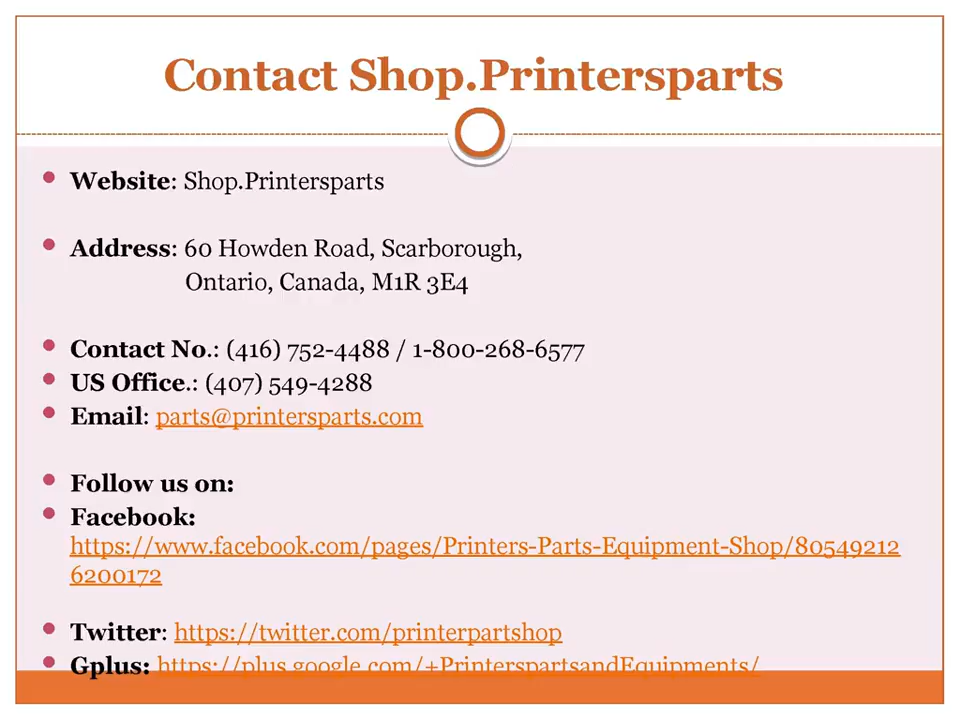 Contact Shop.Printersparts
Website: Shop.Printersparts
Address: 60 Howden Road, Scarborough,
Ontario, Canada, M1R 3E4
Contact No.: (416) 752-4488 / 1-800-268-6577
US Office.: (407) 549-4288
Email: parts@printersparts.com
Follow us on:
Facebook:
https://www.facebook.com/pages/Printers-Parts-Equipment-Shop/80549212
6200172
Twitter: https://twitter.com/printerpartshop
Gplus: https://plus.google.com/+PrinterspartsandEquipments/